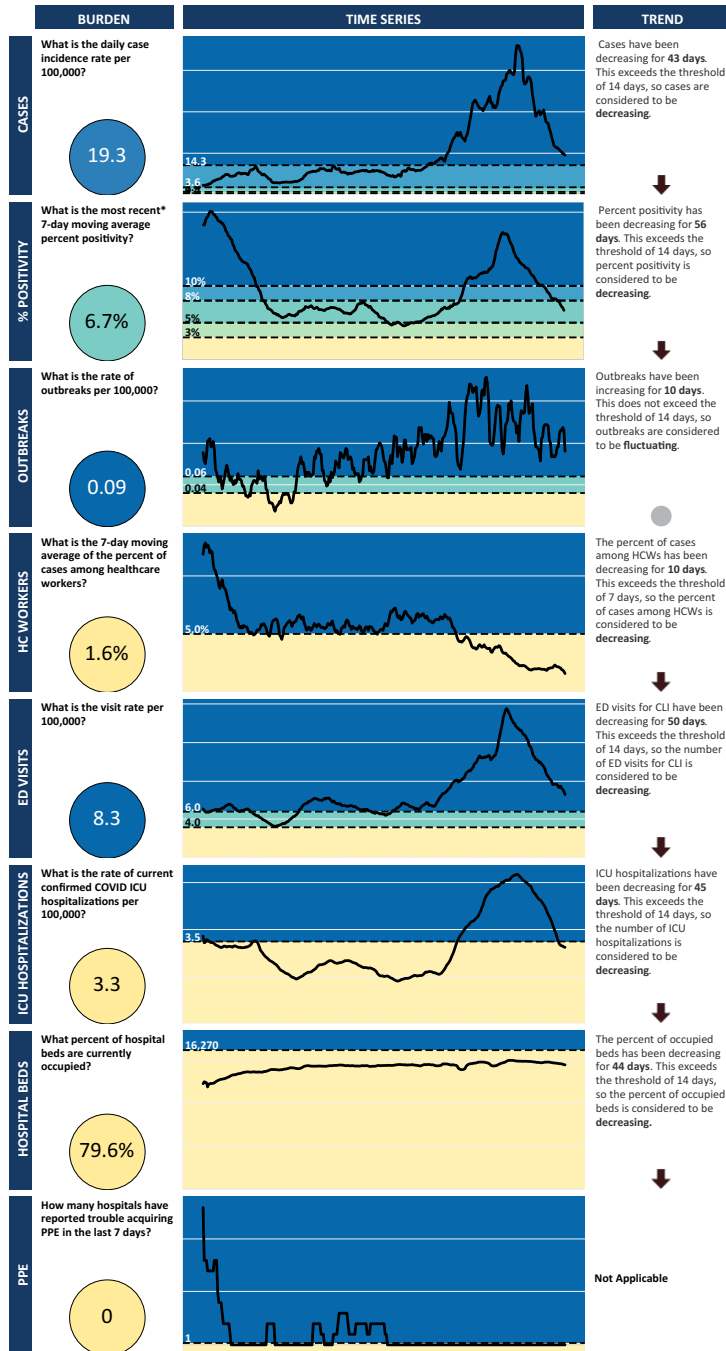 BURDEN
TIME SERIES
TREND
CASES
What is the daily case
incidence rate per
100,000?
19.3
14.3
3.6
Cases have been
decreasing for 43 days.
This exceeds the threshold
of 14 days, so cases are
considered to be
decreasing.
% POSITIVITY
What is the most recent*
7-day moving average
percent positivity?
6.7%
10%
8%
5%
3%
Percent positivity has
been decreasing for 56
days. This exceeds the
threshold of 14 days, so
percent positivity is
considered to be
decreasing.
OUTBREAKS
What is the rate of
outbreaks per 100,000?
0.09
0.06
0.04
Outbreaks have been
increasing for 10 days.
This does not exceed the
threshold of 14 days, so
outbreaks are considered
to be fluctuating.
HC WORKERS
What is the 7-day moving
average of the percent of
cases among healthcare
workers?
1.6%
5.0%
The percent of cases
among HCWs has been
decreasing for 10 days.
This exceeds the threshold
of 7 days, so the percent
of cases among HCWs is
considered to be
decreasing.
ED VISITS
What is the visit rate per
100,000?
8.3
6.0
4.0
ED visits for CLI have been
decreasing for 50 days.
This exceeds the threshold
of 14 days, so the number
of ED visits for CLI is
considered to be
decreasing.
ICU HOSPITALIZATIONS
What is the rate of current
confirmed COVID ICU
hospitalizations per
100,000?
3.3
3.5
ICU hospitalizations have
been decreasing for 45
days. This exceeds the
threshold of 14 days, so
the number of ICU
hospitalizations is
considered to be
decreasing.
HOSPITAL BEDS
What percent of hospital
beds are currently
occupied?
79.6%
16,270
The percent of occupied
beds has been decreasing
for 44 days. This exceeds
the threshold of 14 days,
so the percent of occupied
beds is considered to be
decreasing.
PPE
How many hospitals have
reported trouble acquiring
PPE in the last 7 days?
0
1
Not Applicable